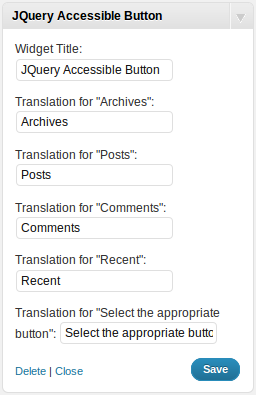 JQuery Accessible Button
Widget Title:
JQuery Accessible Button
Translation for "Archives":
Archives
Translation for "Posts":
Posts
Translation for "Comments":
Comments
Translation for "Recent":
Recent
Translation for "Select the appropriate
button": Select the appropriate butto
Delete | Close Save